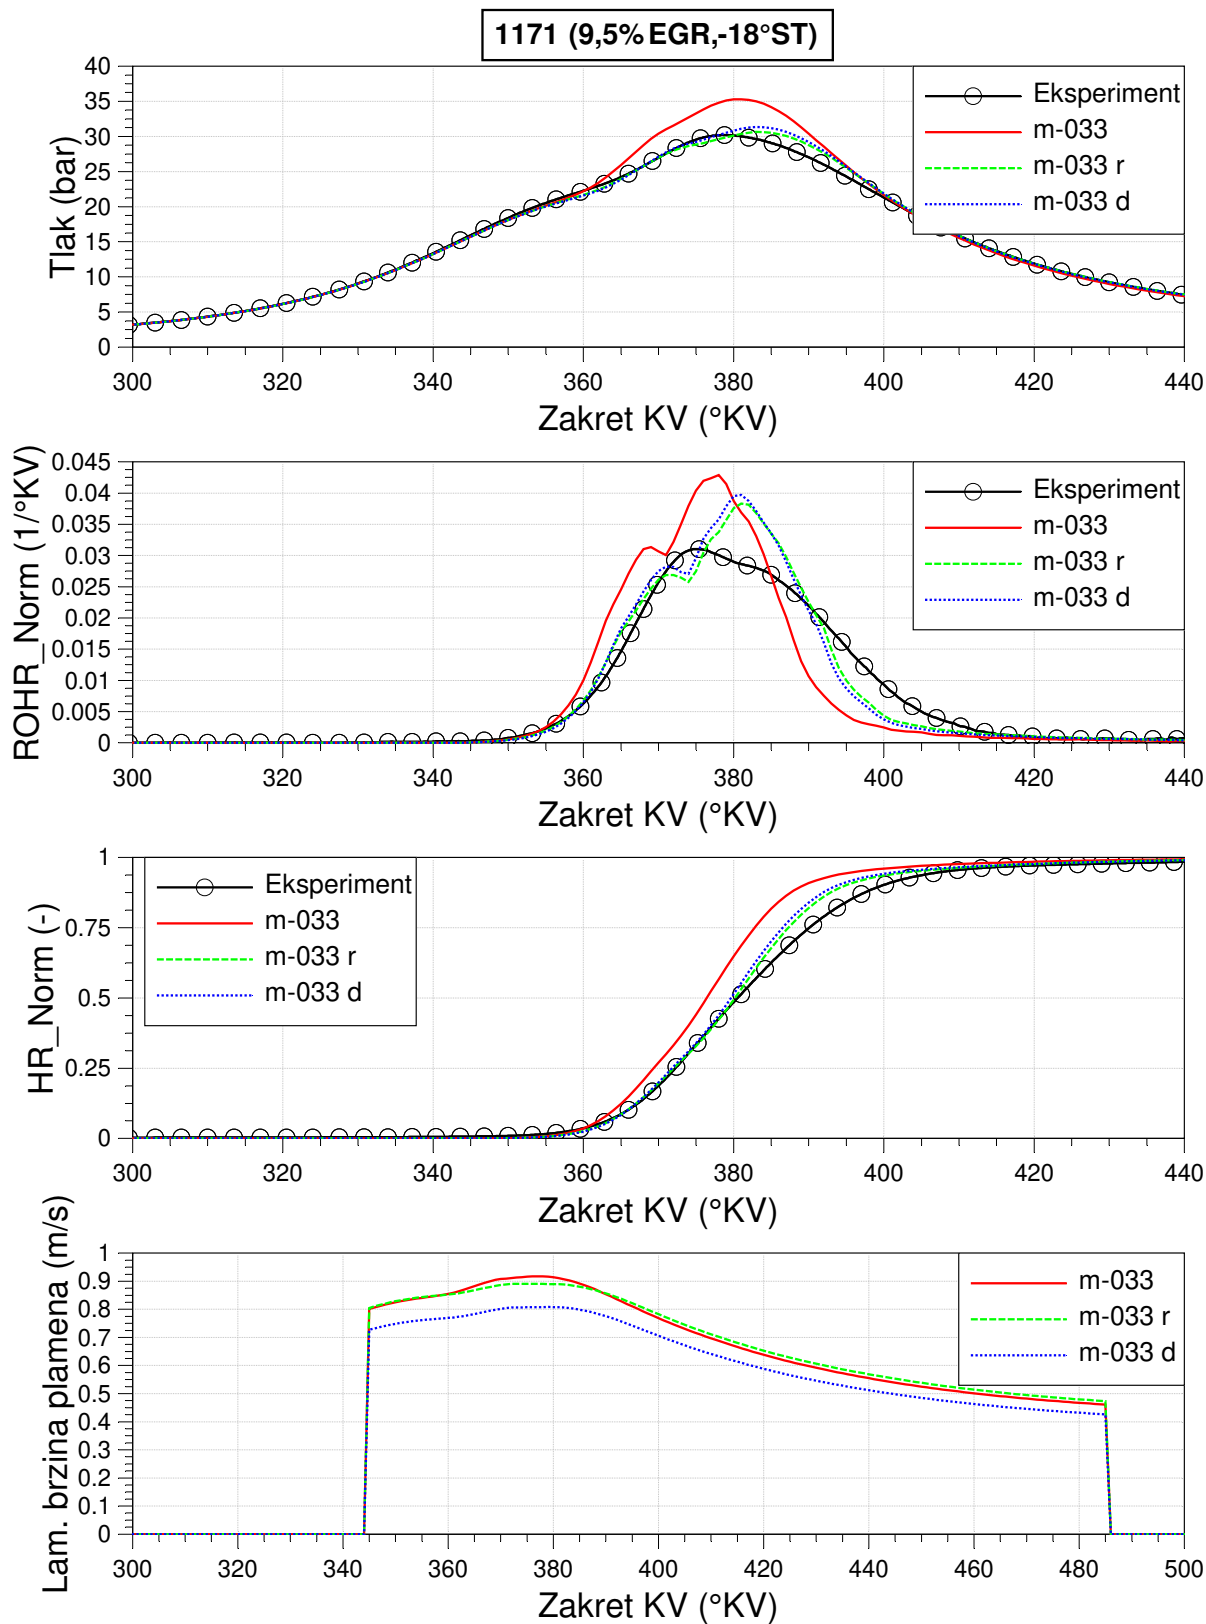 1171 (9,5% EGR,-18°ST)
40
35
30
25
20
15
10
5
0
Tlak (bar)
Eksperiment
m-033
m-033 r
m-033 d
300 320 340 360 380 400 420 440
Zakret KV (°KV)
0.045
0.04
0.035
0.03
0.025
0.02
0.015
0.01
0.005
0
ROHR_Norm (1/°KV)
Eksperiment
m-033
m-033 r
m-033 d
300 320 340 360 380 400 420 440
Zakret KV (°KV)
1
0.75
0.5
0.25
0
HR_Norm (-)
Eksperiment
m-033
m-033 r
m-033 d
300 320 340 360 380 400 420 440
Zakret KV (°KV)
1
0.9
0.8
0.7
0.6
0.5
0.4
0.3
0.2
0.1
0
Lam. brzina plamena (m/s)
m-033
m-033 r
m-033 d
300 320 340 360 380 400 420 440 460 480 500
Zakret KV (°KV)